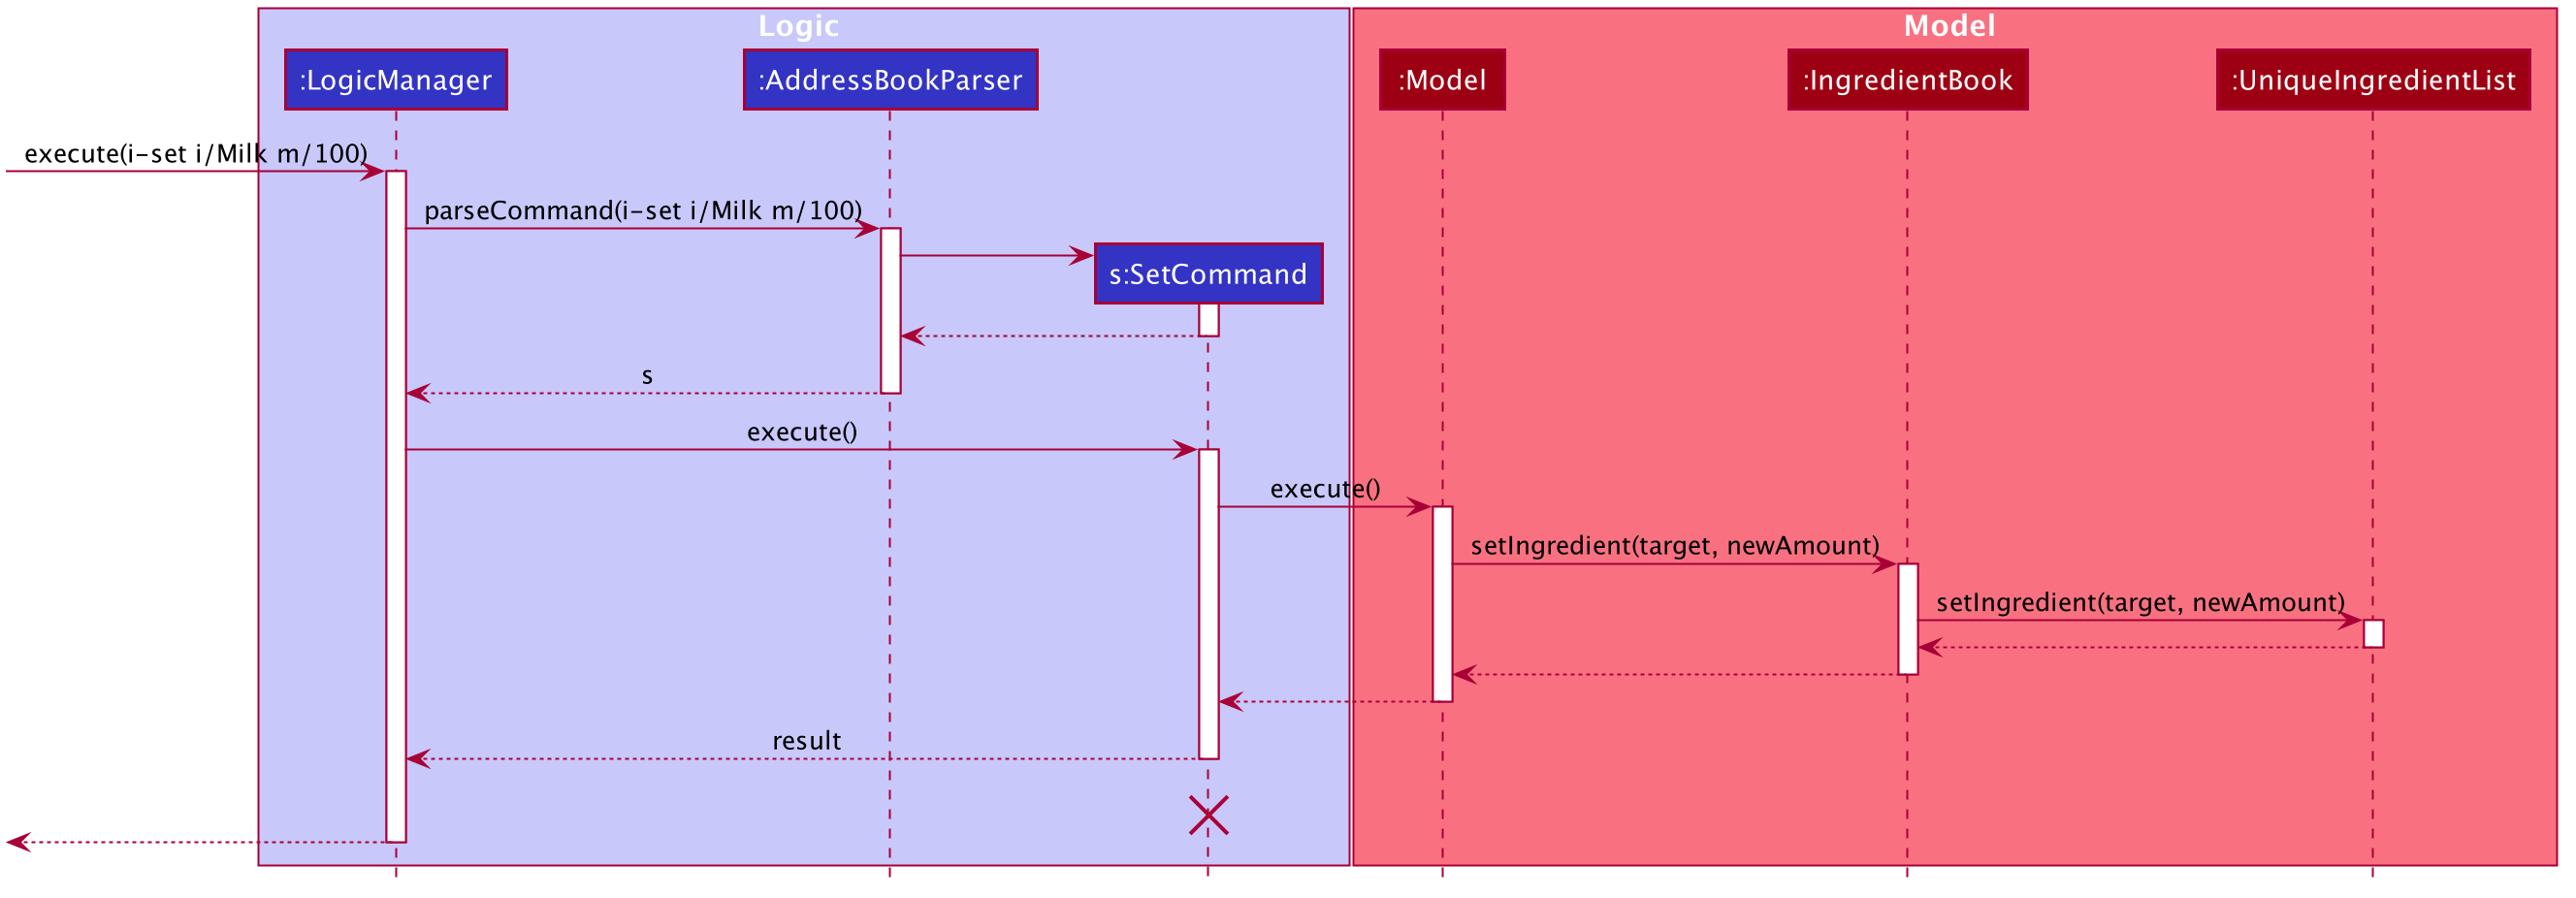 Logic
Model
:LogicManager
:AddressBookParser
:Model
:IngredientBook
:UniqueIngredientList
execute(i-set i/Milk m/100)
parseCommand(i-set i/Milk m/100)
s:SetCommand
s
execute()
execute()
setIngredient(target, newAmount)
setIngredient(target, newAmount)
result